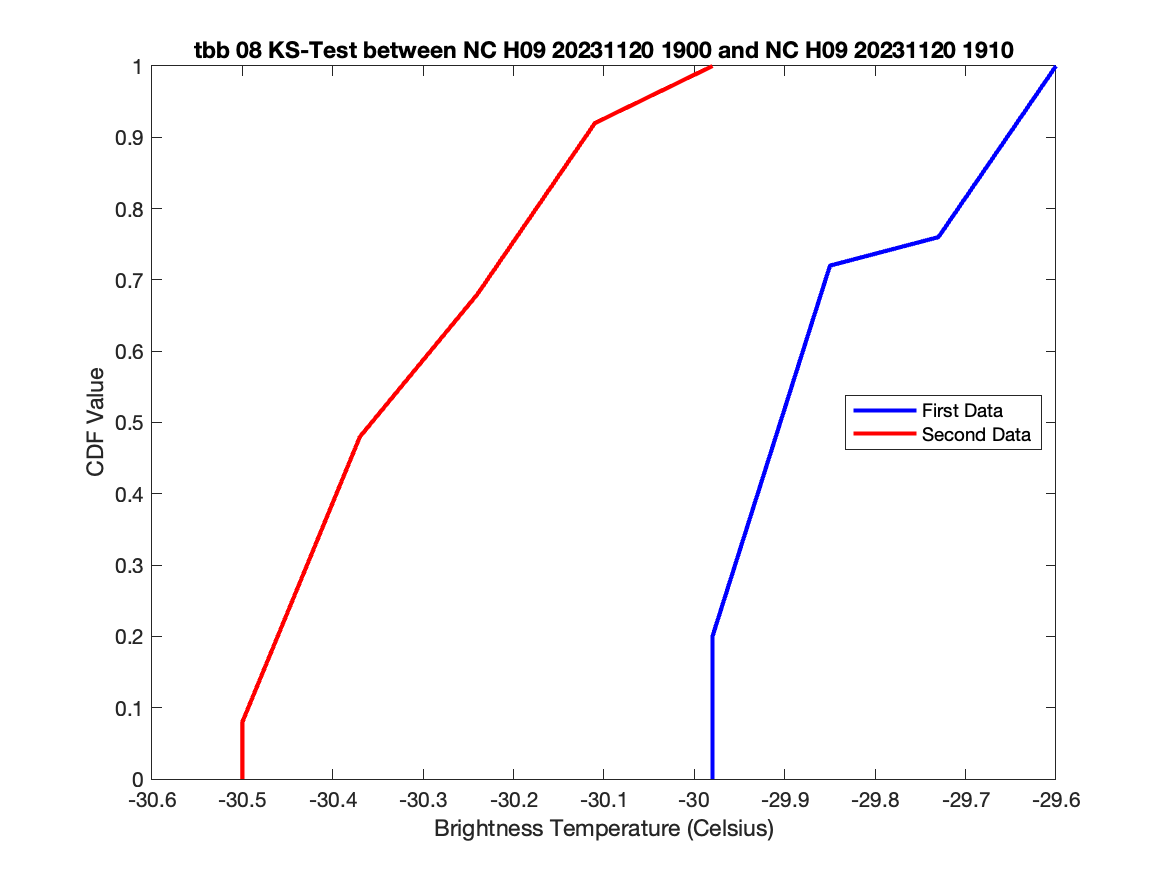 tbb 08 KS-Test between NC H09 20231120 1900 and NC H09 20231120 1910
1
0.9
0.8
0.7
0.6
0.5
0.4
0.3
0.2
0.1
0
CDF Value
First Data
Second Data
-30.6 -30.5 -30.4 -30.3 -30.2 -30.1 -30 -29.9 -29.8 -29.7 -29.6
Brightness Temperature (Celsius)